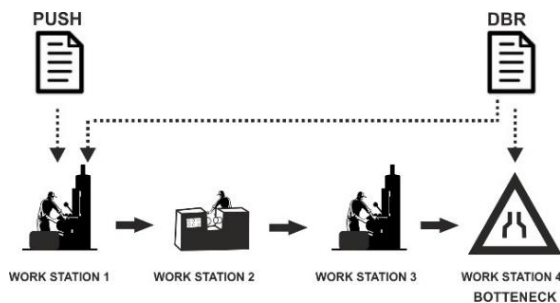 PUSH
DBR
WORK STATION 1
WORK STATION 2
WORK STATION 3
WORK STATION 4
BOTTENECK